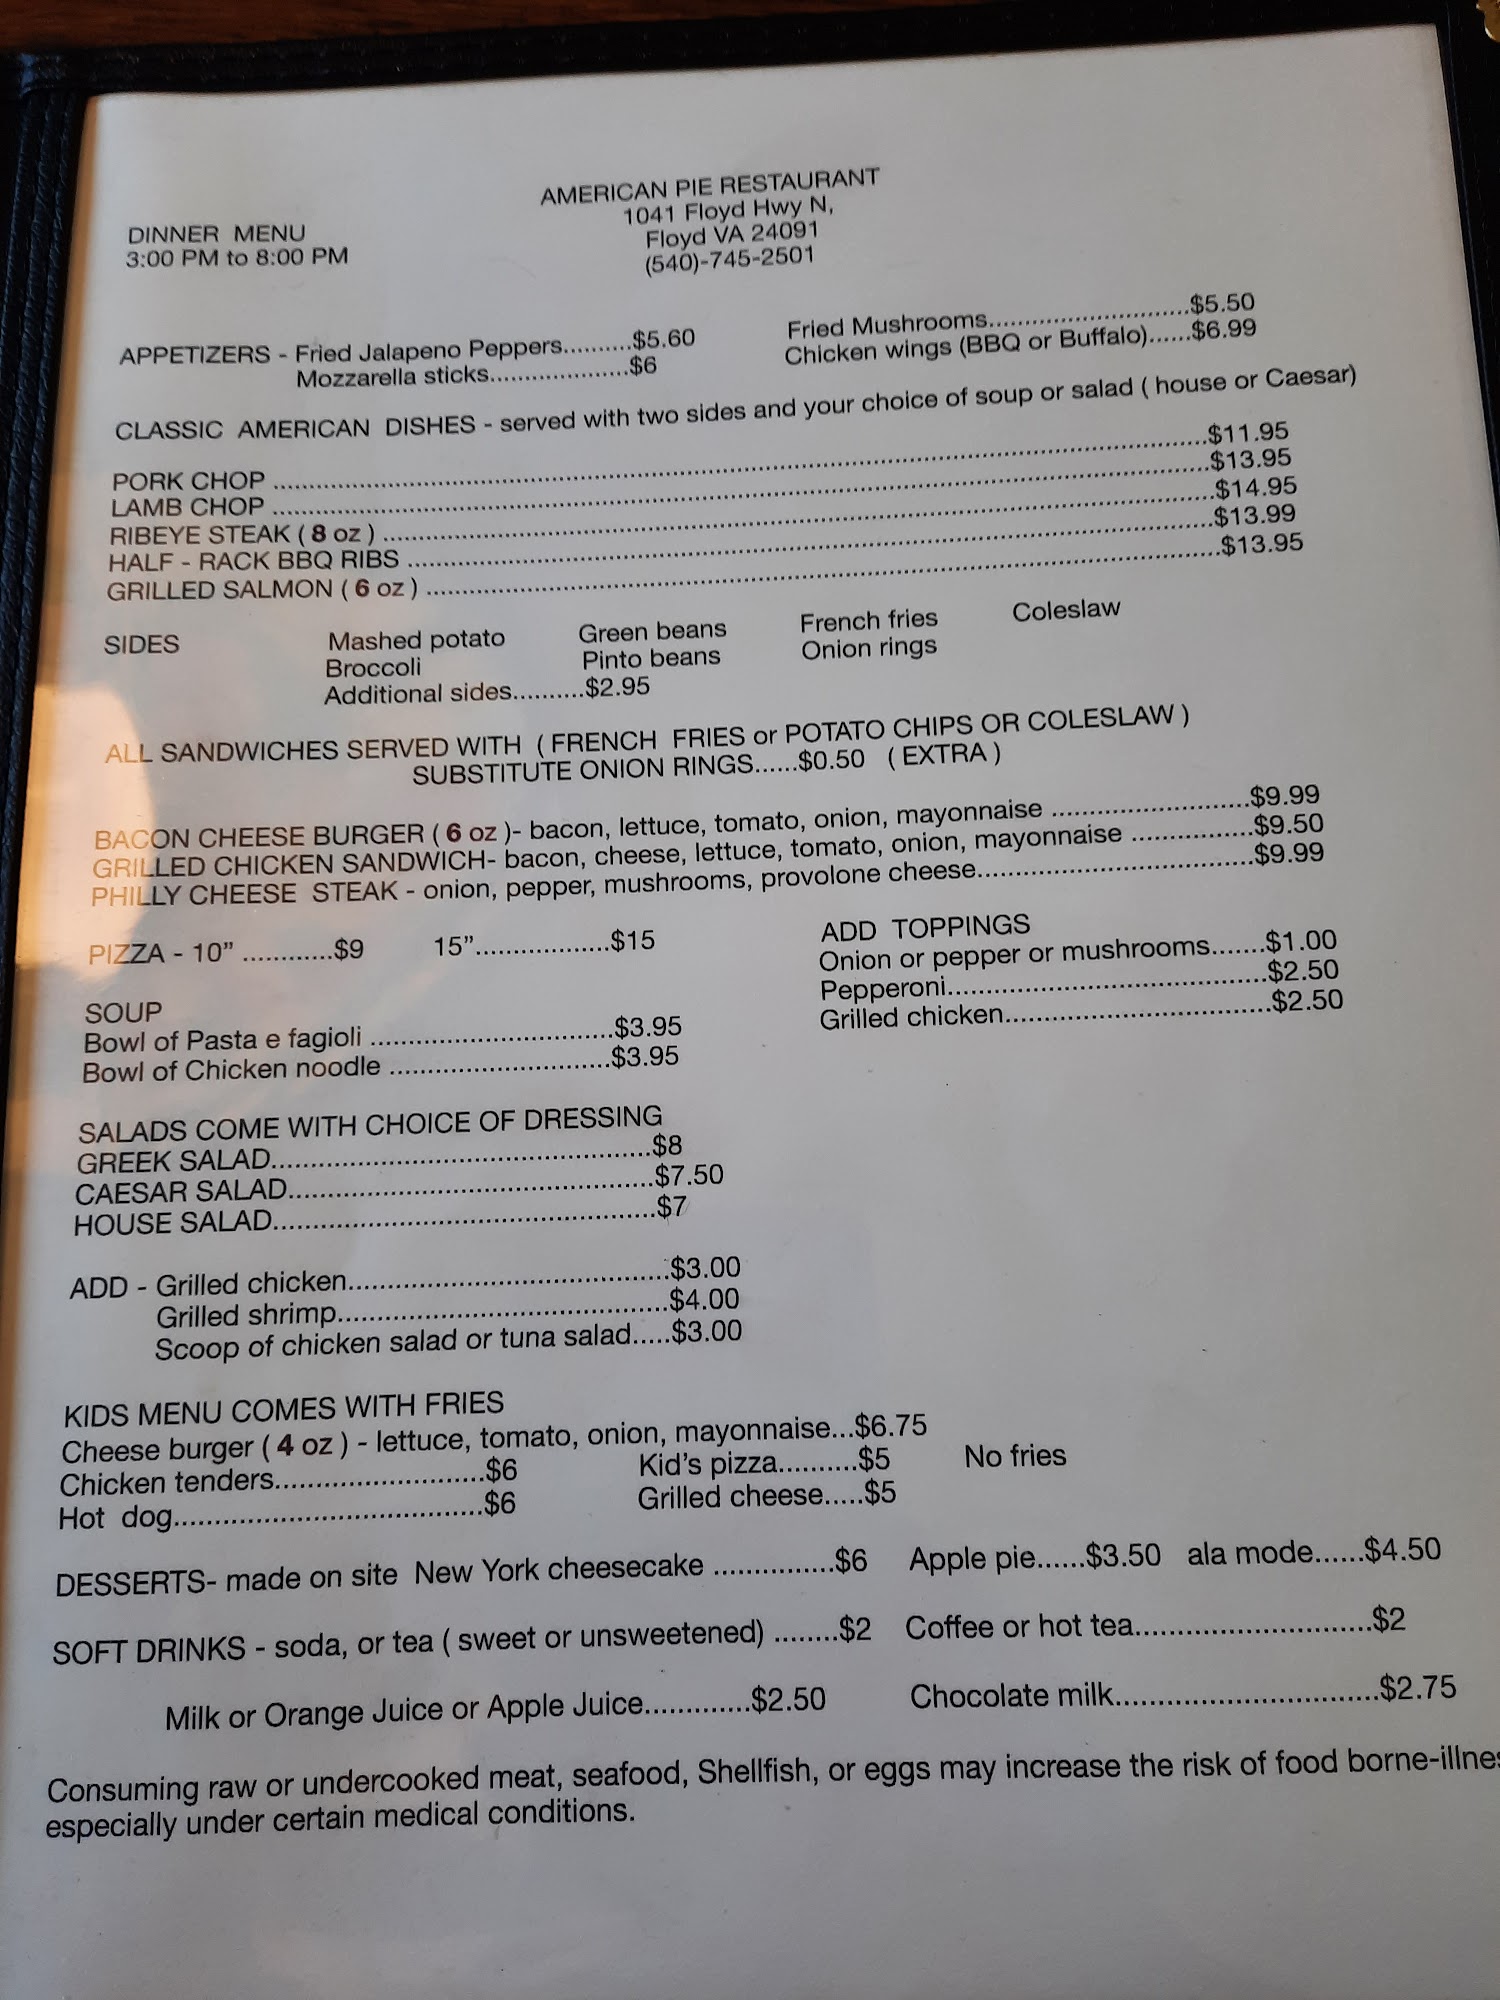 AMERICAN PIE RESTAURANT
1041 Floyd Hwy N,
Floyd VA 24091
(540)-745-2501
DINNER MENU
3:00 PM to 8:00 PM
APPETIZERS - Fried Jalapeno Peppers..........$5.60
Mozzarella sticks....................$6
Fried Mushrooms..........................$5.50
Chicken wings (BBQ or Buffalo)......$6.99
CLASSIC AMERICAN DISHES - served with two sides and your choice of soup or salad ( house or Caesar)
PORK CHOP ..........$11.95
LAMB CHOP ..........$13.95
RIBEYE STEAK ( 8 oz ) ..........$14.95
HALF - RACK BBQ RIBS ..........$13.99
GRILLED SALMON ( 6 oz ) ..........$13.95
SIDES Mashed potato Green beans French fries Coleslaw
Broccoli Pinto beans Onion rings
Additional sides..........$2.95
ALL SANDWICHES SERVED WITH ( FRENCH FRIES or POTATO CHIPS OR COLESLAW )
SUBSTITUTE ONION RINGS......$0.50 ( EXTRA )
BACON CHEESE BURGER ( 6 oz )- bacon, lettuce, tomato, onion, mayonnaise ..........$9.99
GRILLED CHICKEN SANDWICH- bacon, cheese, lettuce, tomato, onion, mayonnaise ..........$9.50
PHILLY CHEESE STEAK - onion, pepper, mushrooms, provolone cheese..........$9.99
PIZZA - 10” ............$9 15”..................$15
ADD TOPPINGS
Onion or pepper or mushrooms.......$1.00
Pepperoni..........$2.50
Grilled chicken..........$2.50
SOUP
Bowl of Pasta e fagioli ..........$3.95
Bowl of Chicken noodle ..........$3.95
SALADS COME WITH CHOICE OF DRESSING
GREEK SALAD..........$8
CAESAR SALAD..........$7.50
HOUSE SALAD..........$7
ADD - Grilled chicken..........$3.00
Grilled shrimp..........$4.00
Scoop of chicken salad or tuna salad.....$3.00
KIDS MENU COMES WITH FRIES
Cheese burger ( 4 oz ) - lettuce, tomato, onion, mayonnaise...$6.75
Chicken tenders..........$6 Kid’s pizza..........$5 No fries
Hot dog..........$6 Grilled cheese.....$5
DESSERTS- made on site New York cheesecake ..........$6 Apple pie......$3.50 ala mode......$4.50
SOFT DRINKS - soda, or tea ( sweet or unsweetened) ........$2 Coffee or hot tea..........$2
Milk or Orange Juice or Apple Juice.............$2.50 Chocolate milk..........$2.75
Consuming raw or undercooked meat, seafood, Shellfish, or eggs may increase the risk of food borne-illnes
especially under certain medical conditions.